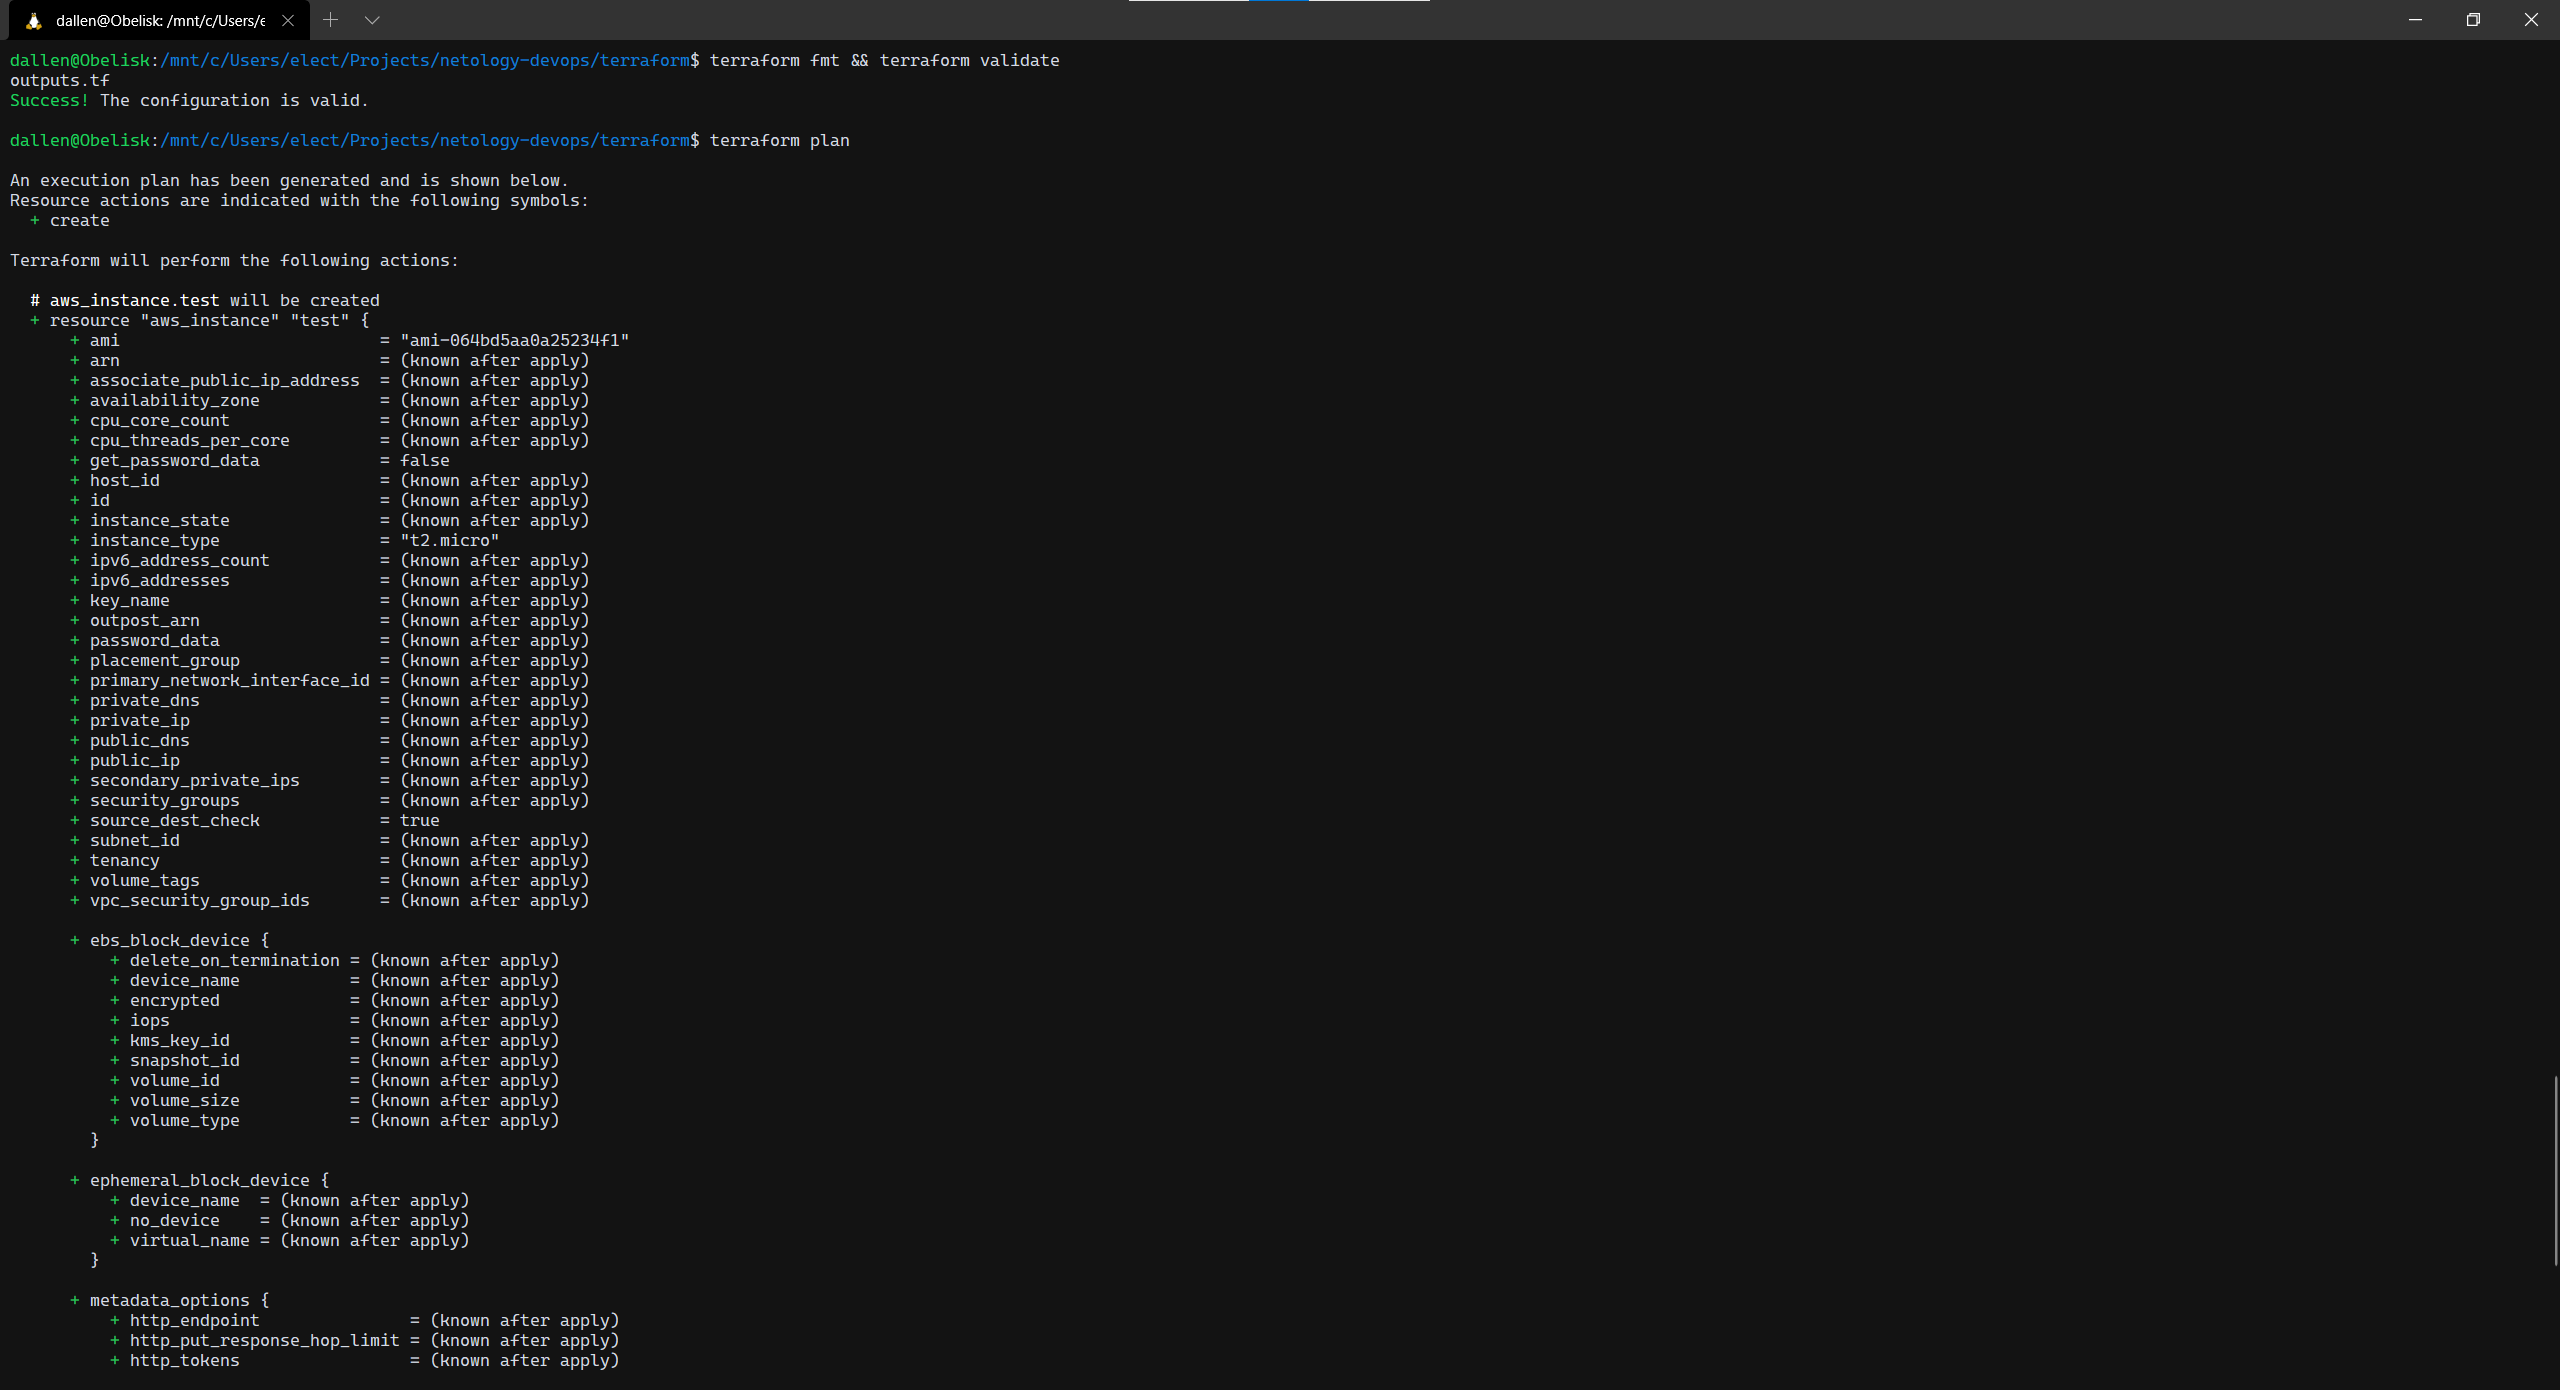 dallen@Obelisk: /mnt/c/Users/e
dallen@Obelisk:/mnt/c/Users/elect/Projects/netology-devops/terraform$ terraform fmt && terraform validate
outputs.tf
Success! The configuration is valid.
dallen@Obelisk:/mnt/c/Users/elect/Projects/netology-devops/terraform$ terraform plan
An execution plan has been generated and is shown below.
Resource actions are indicated with the following symbols:
  + create
Terraform will perform the following actions:
  # aws_instance.test will be created
  + resource "aws_instance" "test" {
      + ami                          = "ami-064bd5aa0a25234f1"
      + arn                          = (known after apply)
      + associate_public_ip_address  = (known after apply)
      + availability_zone            = (known after apply)
      + cpu_core_count               = (known after apply)
      + cpu_threads_per_core         = (known after apply)
      + get_password_data            = false
      + host_id                      = (known after apply)
      + id                           = (known after apply)
      + instance_state               = (known after apply)
      + instance_type                = "t2.micro"
      + ipv6_address_count           = (known after apply)
      + ipv6_addresses               = (known after apply)
      + key_name                     = (known after apply)
      + outpost_arn                  = (known after apply)
      + password_data                = (known after apply)
      + placement_group              = (known after apply)
      + primary_network_interface_id = (known after apply)
      + private_dns                  = (known after apply)
      + private_ip                   = (known after apply)
      + public_dns                   = (known after apply)
      + public_ip                    = (known after apply)
      + secondary_private_ips        = (known after apply)
      + security_groups              = (known after apply)
      + source_dest_check            = true
      + subnet_id                    = (known after apply)
      + tenancy                      = (known after apply)
      + volume_tags                  = (known after apply)
      + vpc_security_group_ids       = (known after apply)
      + ebs_block_device {
          + delete_on_termination = (known after apply)
          + device_name           = (known after apply)
          + encrypted             = (known after apply)
          + iops                  = (known after apply)
          + kms_key_id            = (known after apply)
          + snapshot_id           = (known after apply)
          + volume_id             = (known after apply)
          + volume_size           = (known after apply)
          + volume_type           = (known after apply)
        }
      + ephemeral_block_device {
          + device_name  = (known after apply)
          + no_device    = (known after apply)
          + virtual_name = (known after apply)
        }
      + metadata_options {
          + http_endpoint               = (known after apply)
          + http_put_response_hop_limit = (known after apply)
          + http_tokens                 = (known after apply)